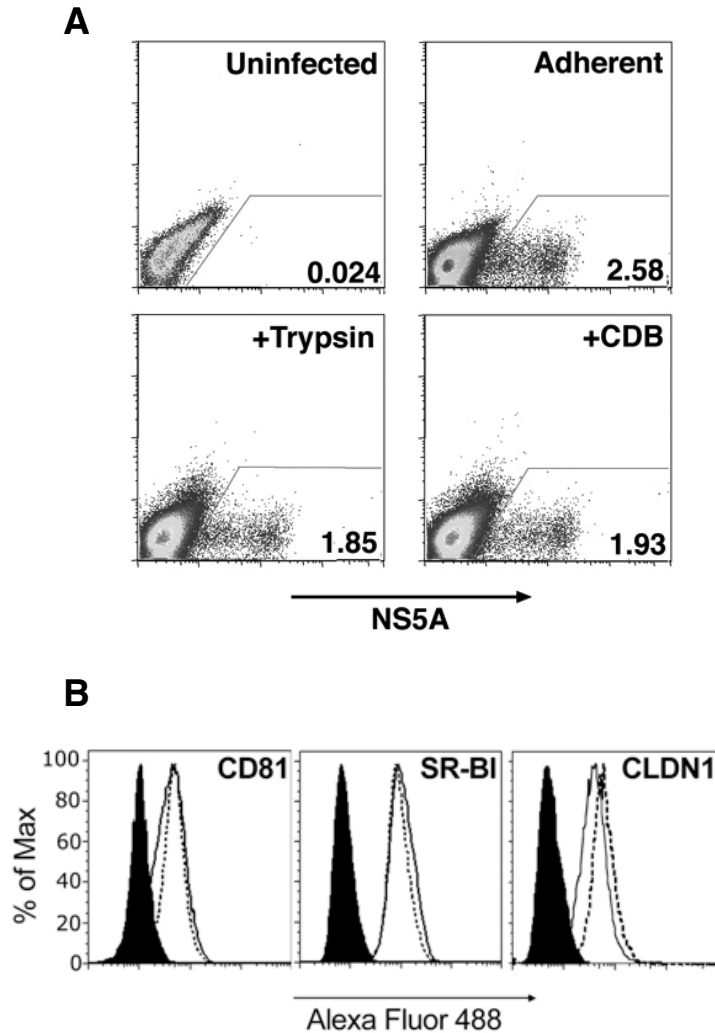 A
Uninfected
0.024
Adherent
2.58
+Trypsin
1.85
+CDB
1.93
NS5A
B
CD81
SR-BI
CLDN1
100
80
60
40
20
0
% of Max
Alexa Fluor 488